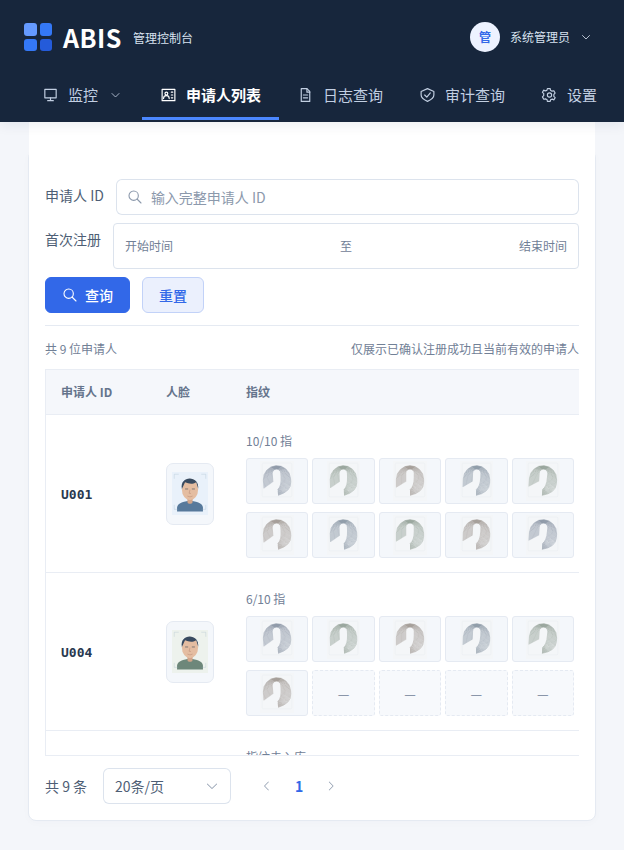 ABIS 管理控制台
管 系统管理员
监控 申请人列表 日志查询 审计查询 设置
申请人 ID 输入完整申请人 ID
首次注册 开始时间 至 结束时间
查询 重置
共 9 位申请人 仅展示已确认注册成功且当前有效的申请人
申请人 ID 人脸 指纹
10/10 指
U001
6/10 指
U004
— — — —
共 9 条 20条/页 1